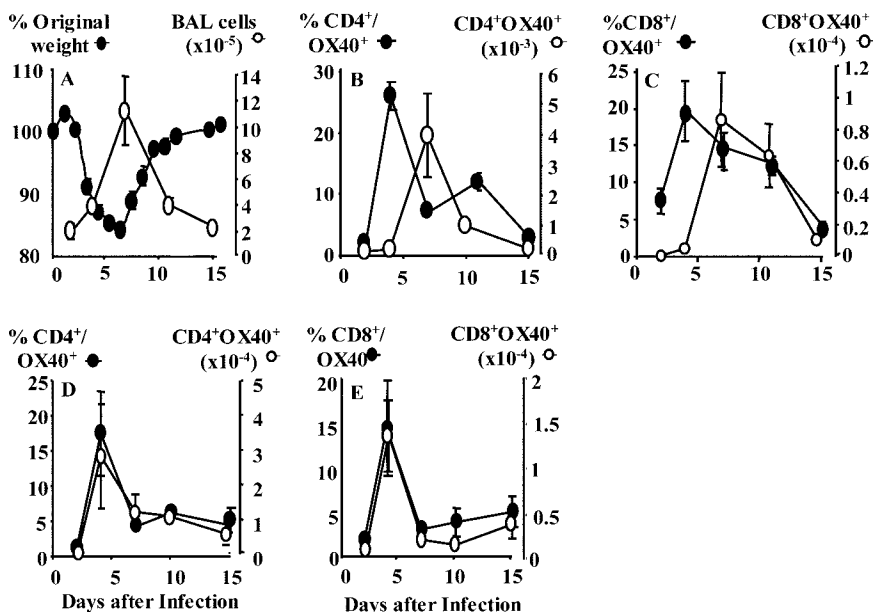 % Original weight
BAL cells (x10-5)
A
110
100
90
80
14
12
10
8
6
4
2
0
0 5 10 15
% CD4+/ OX40+
CD4+OX40+ (x10-3)
B
30
20
10
0
6
5
4
3
2
1
0
0 5 10 15
%CD8+/ OX40+
CD8+OX40+ (x10-4)
C
25
20
15
10
5
0
1.2
1
0.8
0.6
0.4
0.2
0
0 5 10 15
% CD4+/ OX40+
CD4+OX40+ (x10-4)
D
25
20
15
10
5
0
5
4
3
2
1
0
0 5 10 15
Days after Infection
% CD8+/ OX40
CD8+OX40+ (x10-4)
E
20
15
10
5
0
2
1.5
1
0.5
0
0 5 10 15
Days after Infection